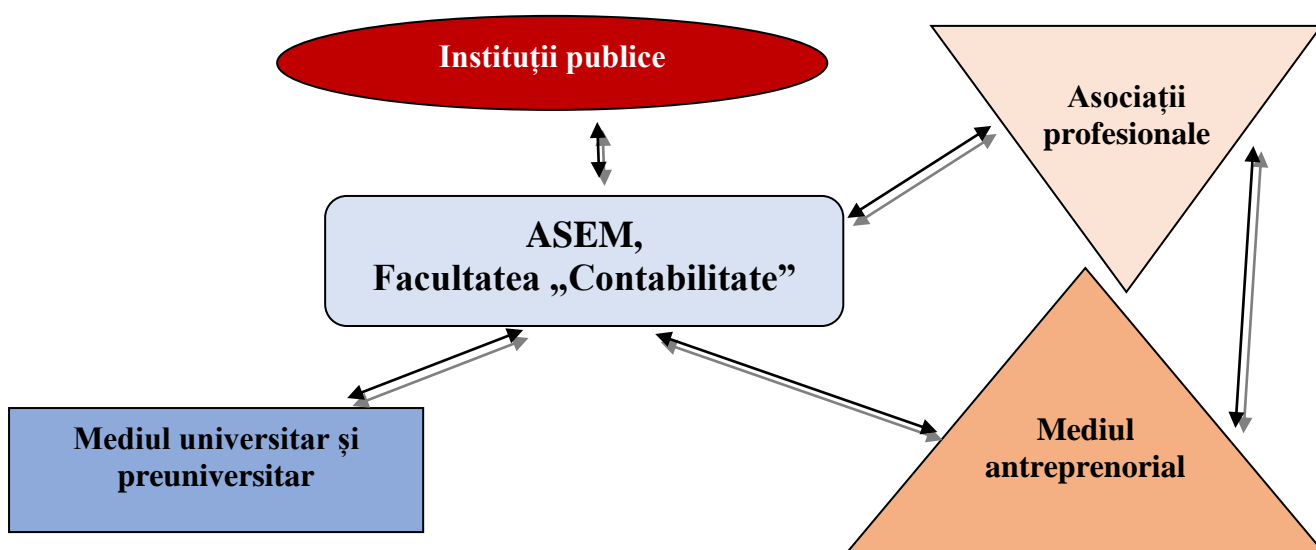 Instituții publice
Asociații
profesionale
ASEM,
Facultatea „Contabilitate”
Mediul universitar și
preuniversitar
Mediul
antreprenorial